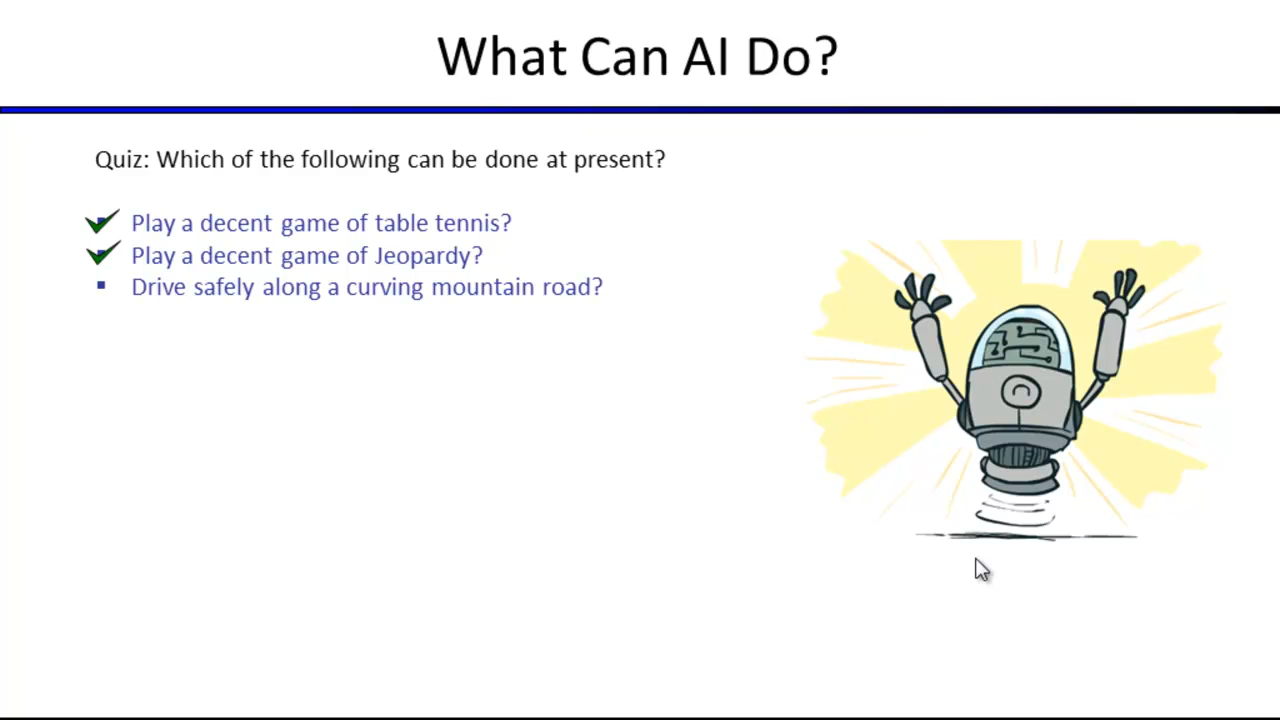 What Can AI Do?
Quiz: Which of the following can be done at present?
Play a decent game of table tennis?
Play a decent game of Jeopardy?
Drive safely along a curving mountain road?